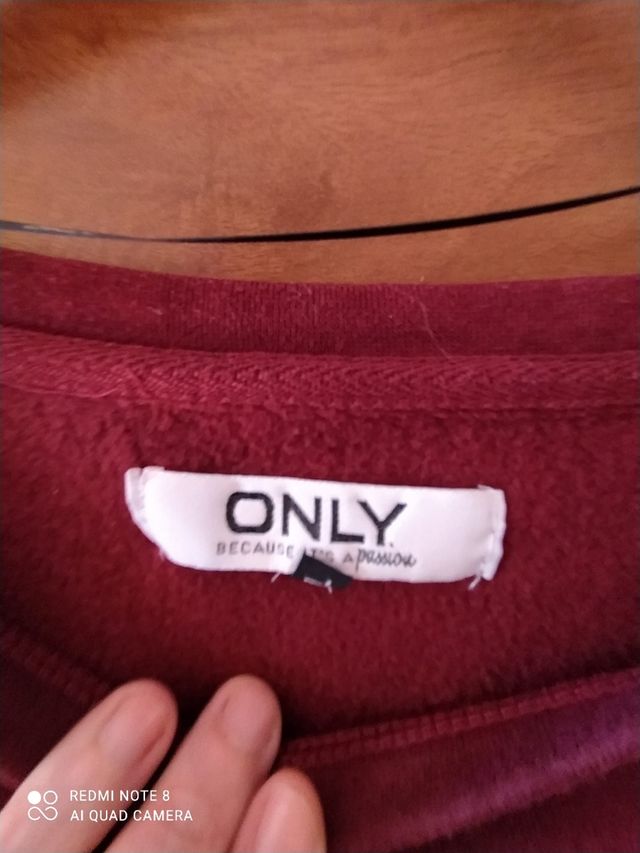 ONLY
BECAUSE IT'S A passion
REDMI NOTE 8
AI QUAD CAMERA